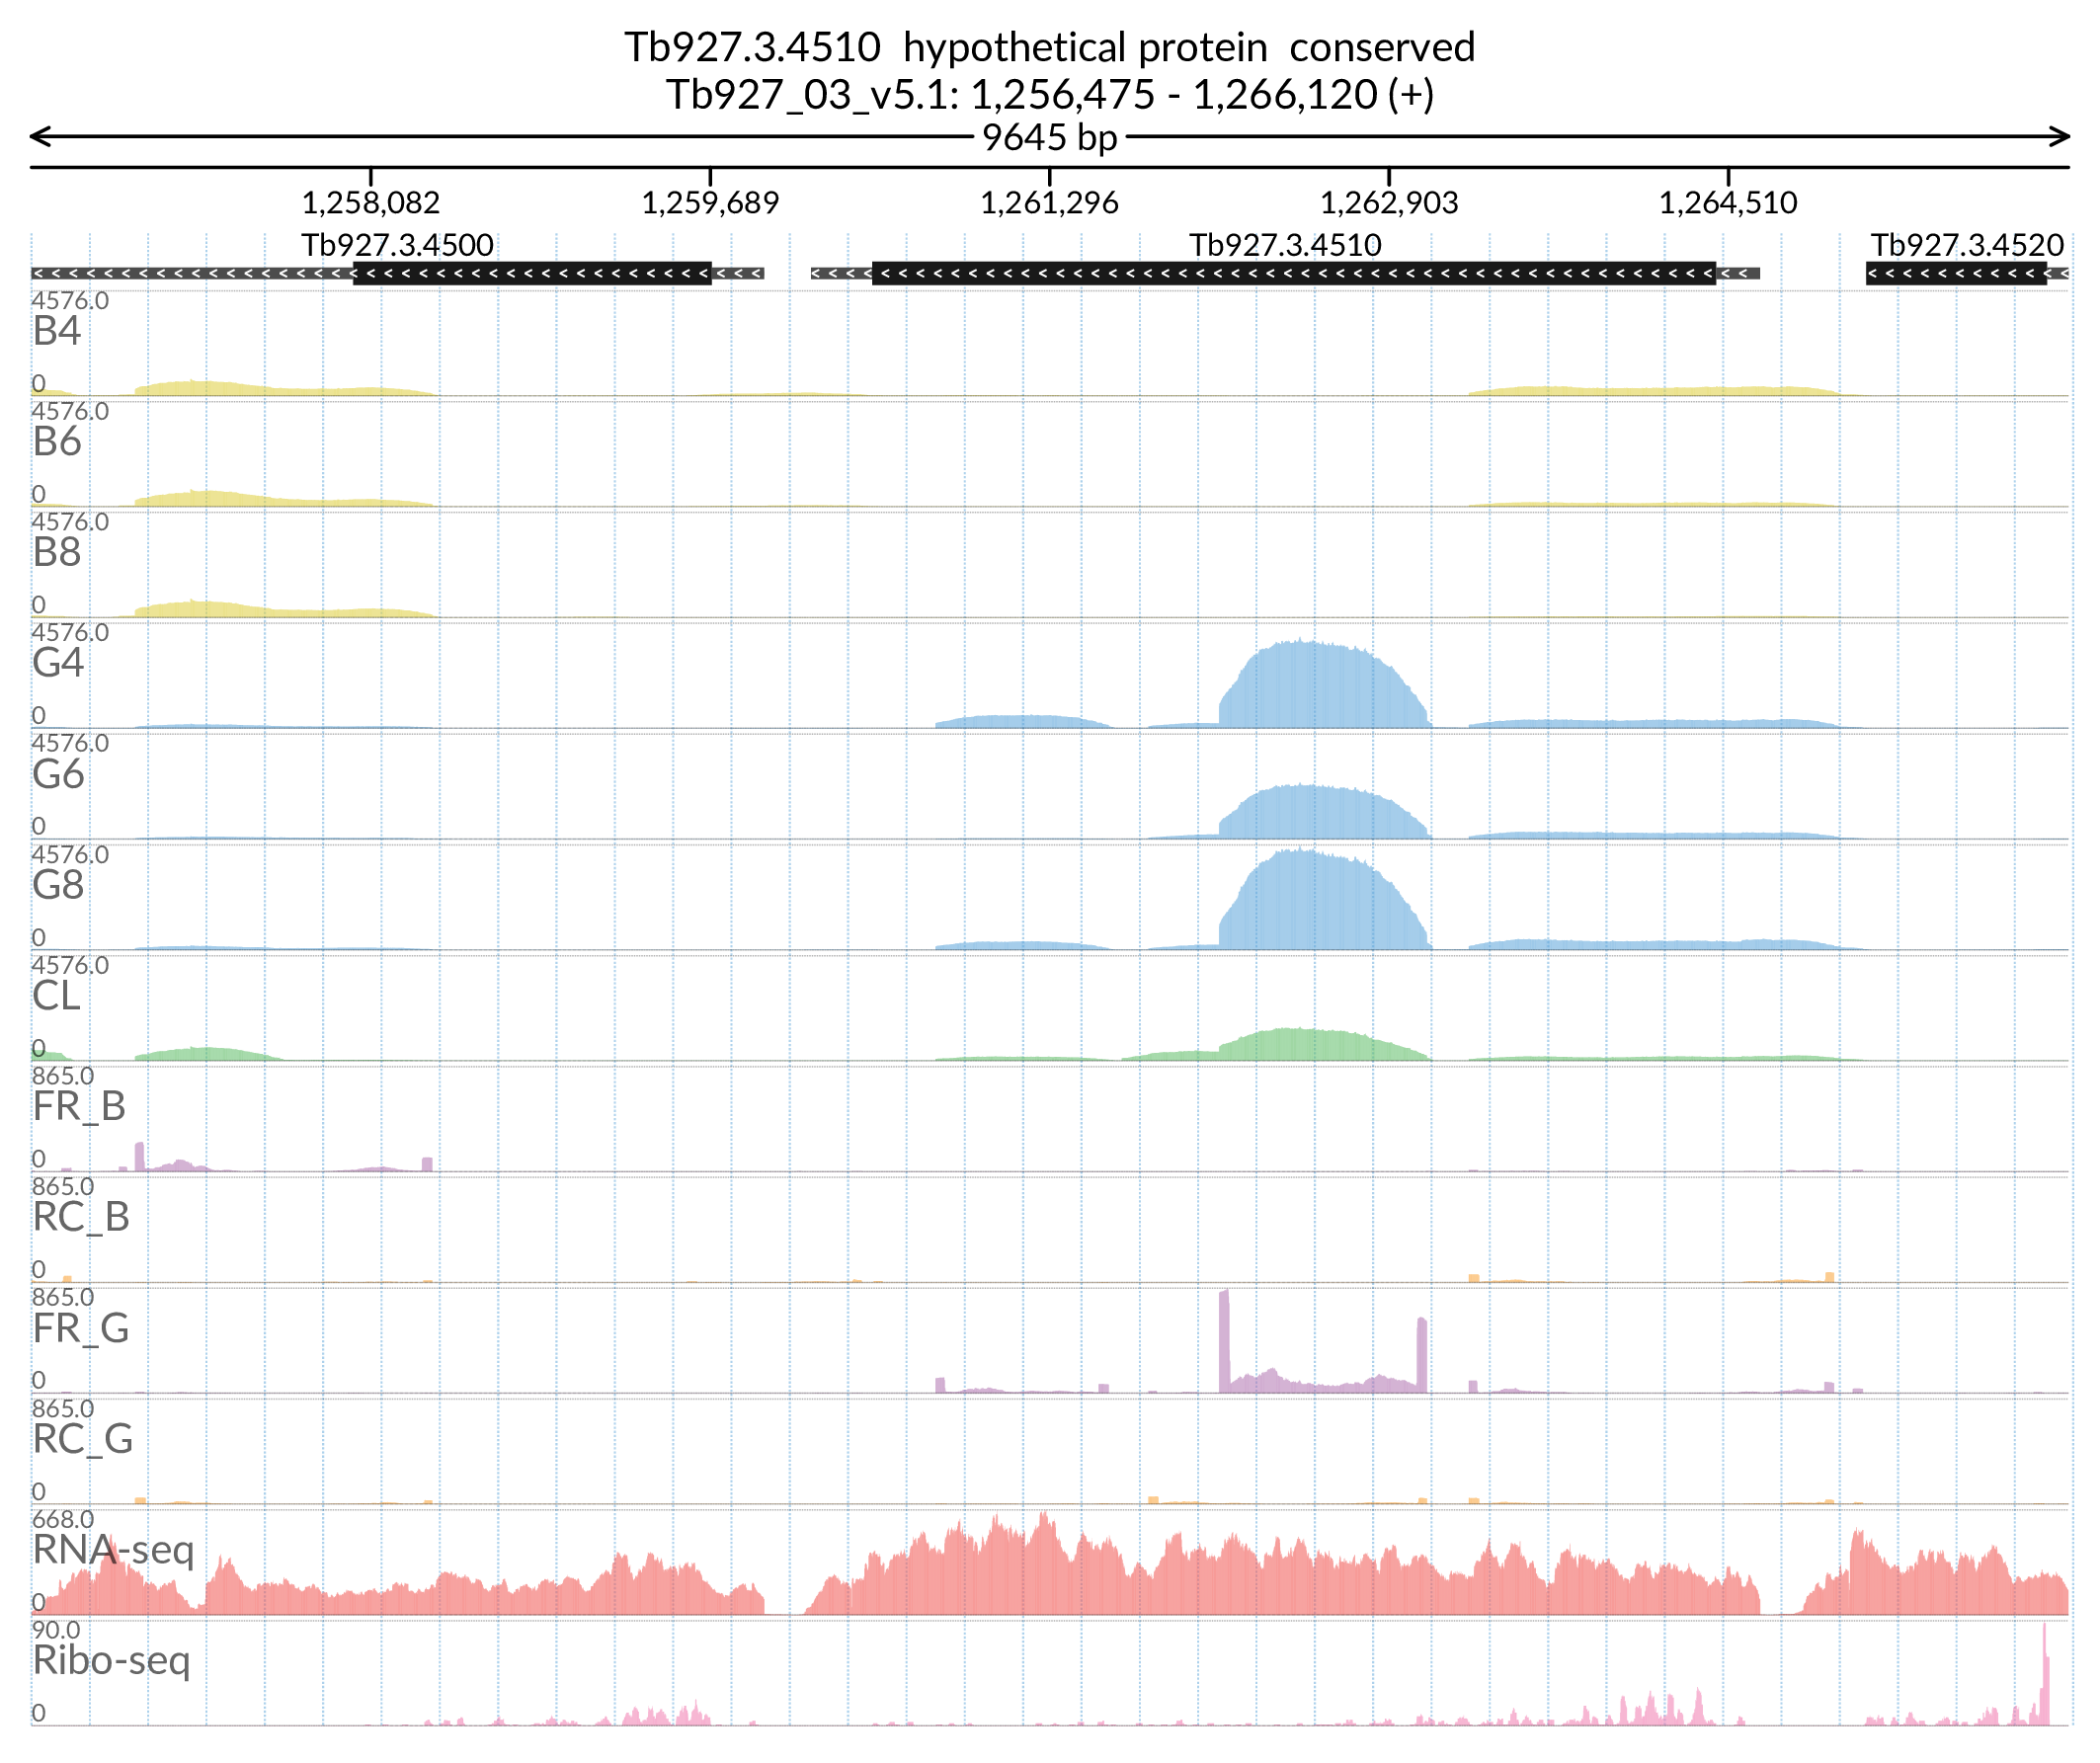 Tb927.3.4510  hypothetical protein  conserved
Tb927_03_v5.1: 1,256,475 - 1,266,120 (+)
9645 bp
1,258,082 1,259,689 1,261,296 1,262,903 1,264,510
Tb927.3.4500 Tb927.3.4510 Tb927.3.4520
4576.0
B4
0
4576.0
B6
0
4576.0
B8
0
4576.0
G4
0
4576.0
G6
0
4576.0
G8
0
4576.0
CL
0
865.0
FR_B
0
865.0
RC_B
0
865.0
FR_G
0
865.0
RC_G
0
668.0
RNA-seq
0
90.0
Ribo-seq
0